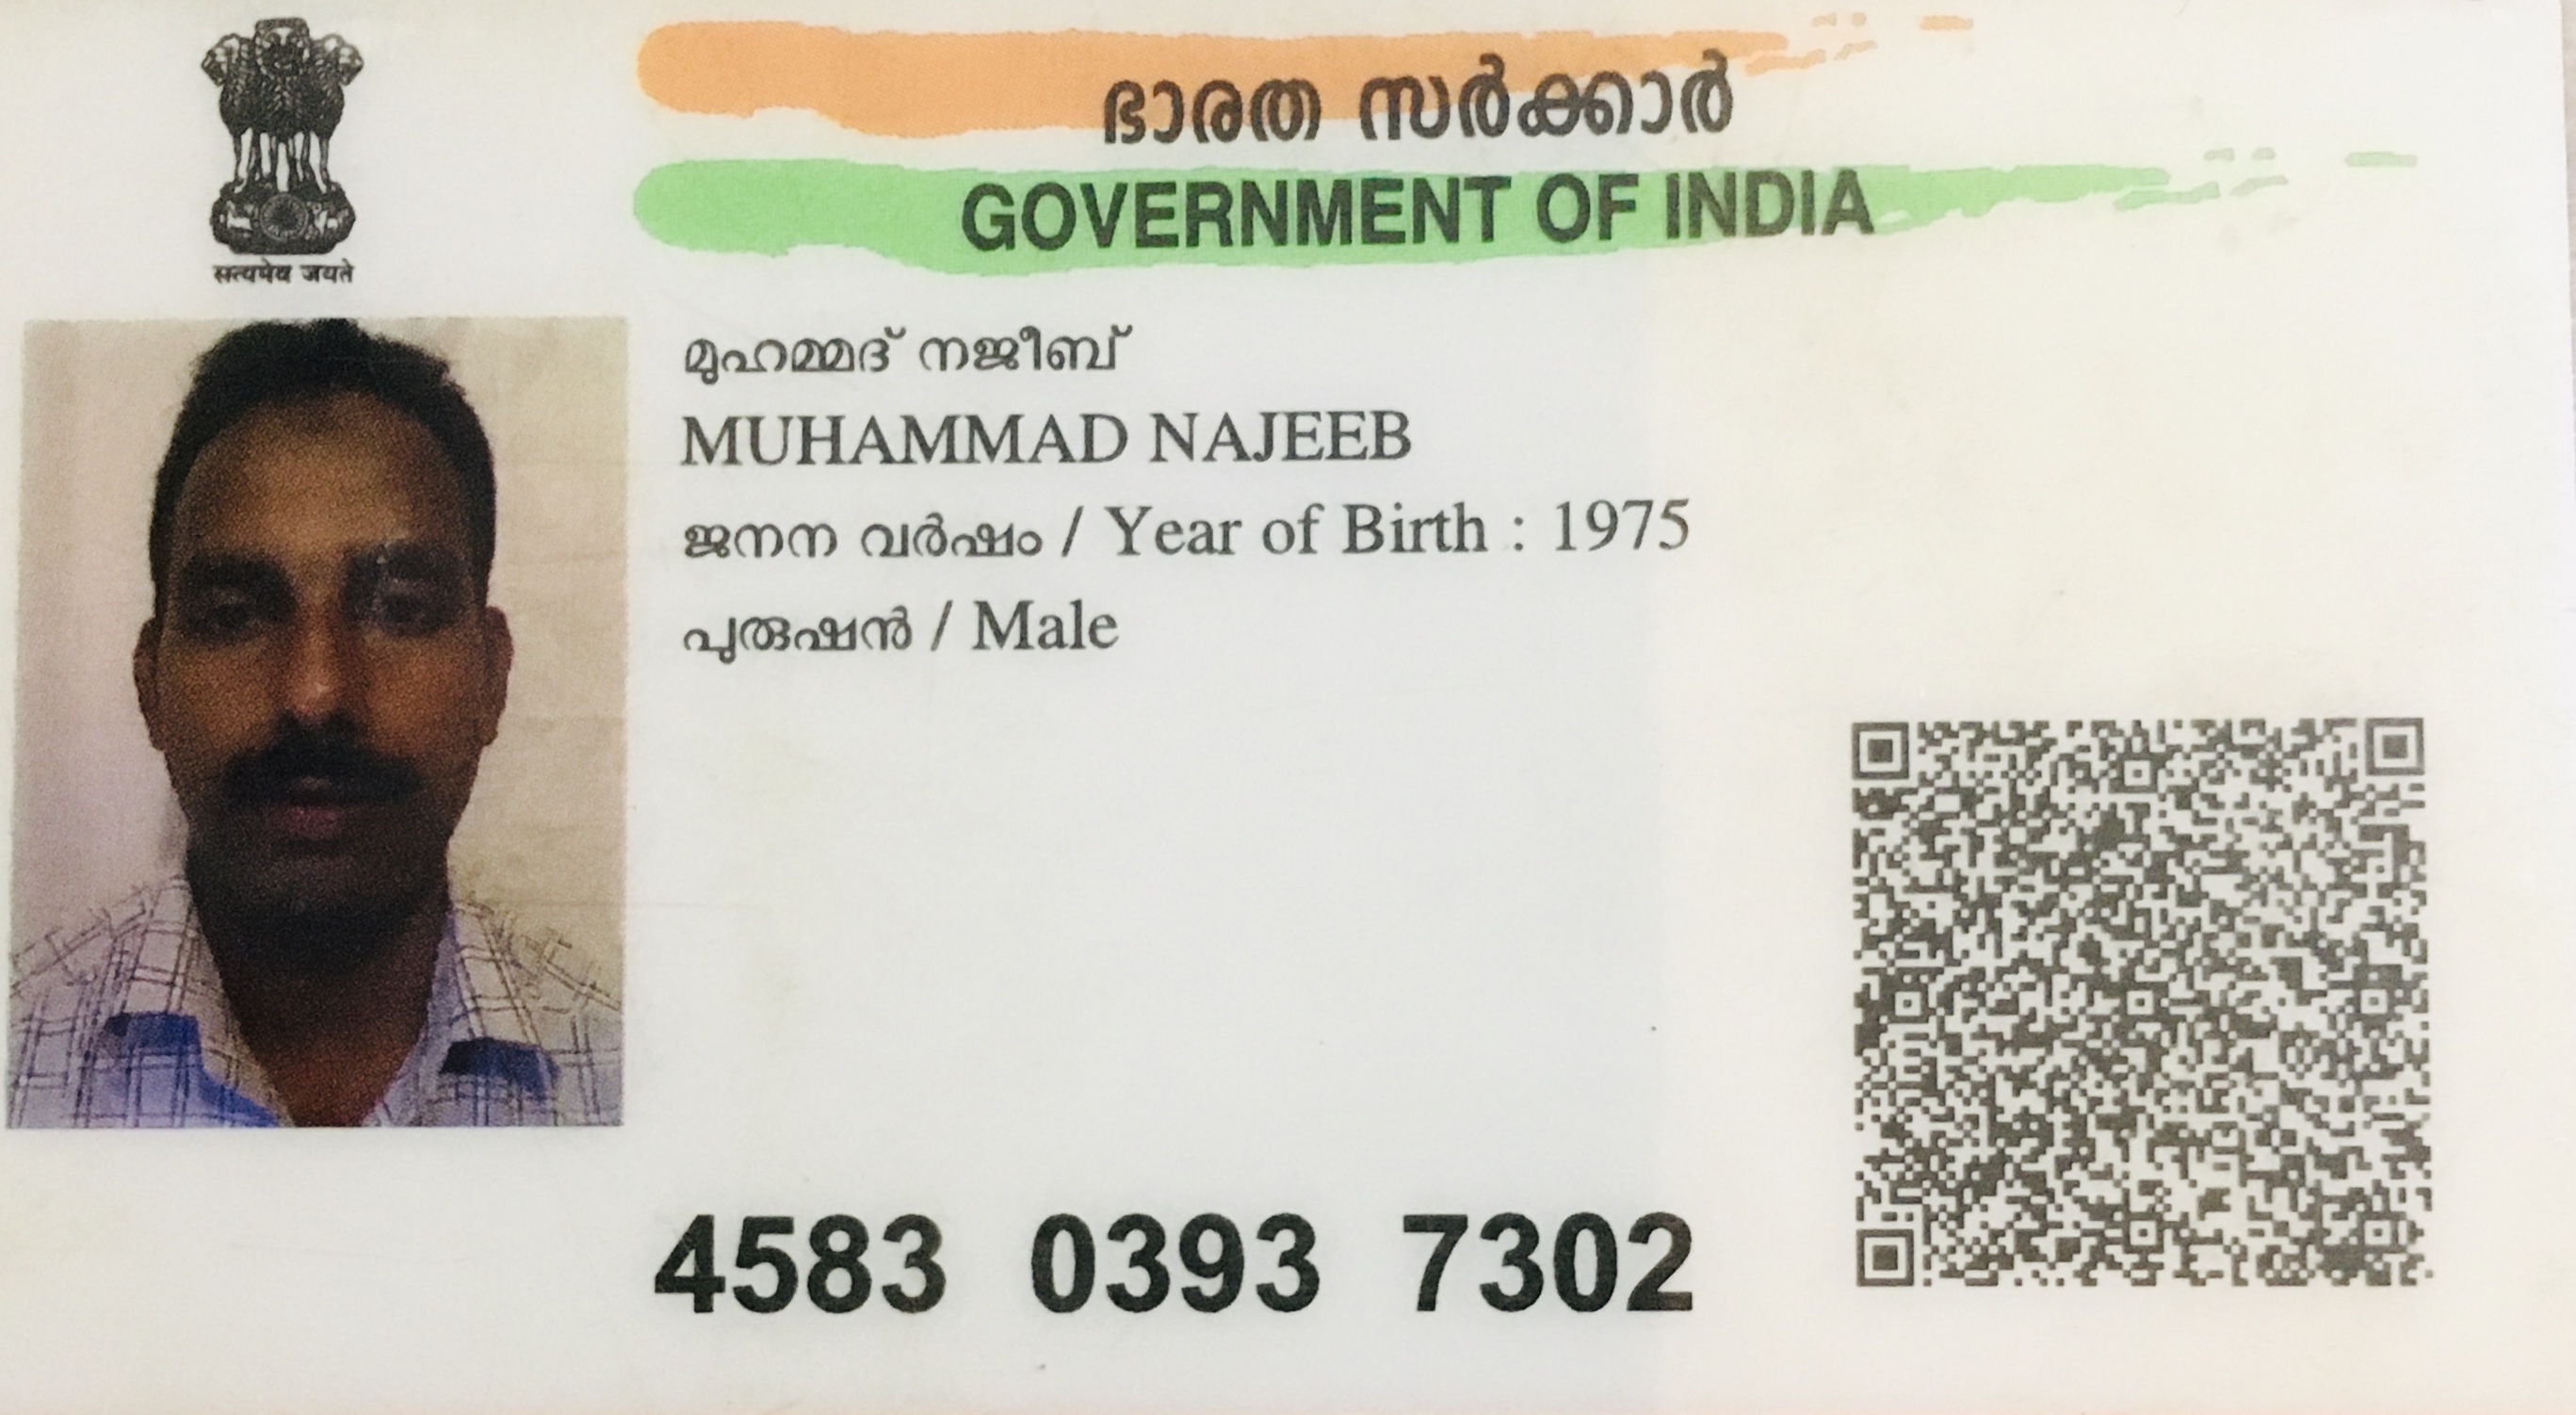 सत्यमेव जयते
ഭാരത സർക്കാർ
GOVERNMENT OF INDIA
മുഹമ്മദ് നജീബ്
MUHAMMAD NAJEEB
ജനന വർഷം / Year of Birth : 1975
പുരുഷൻ / Male
4583 0393 7302